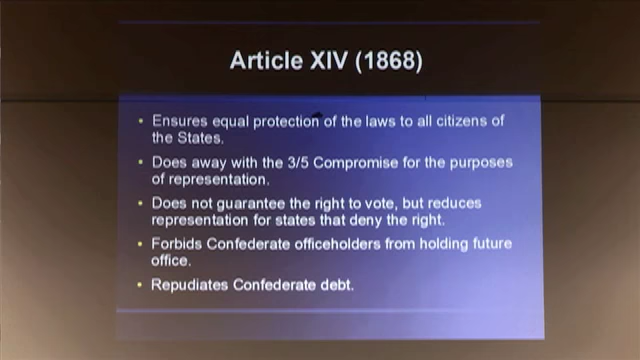 Article XIV (1868)
• Ensures equal protection of the laws to all citizens of
the States.
• Does away with the 3/5 Compromise for the purposes
of representation.
• Does not guarantee the right to vote, but reduces
representation for states that deny the right.
• Forbids Confederate officeholders from holding future
office.
• Repudiates Confederate debt.